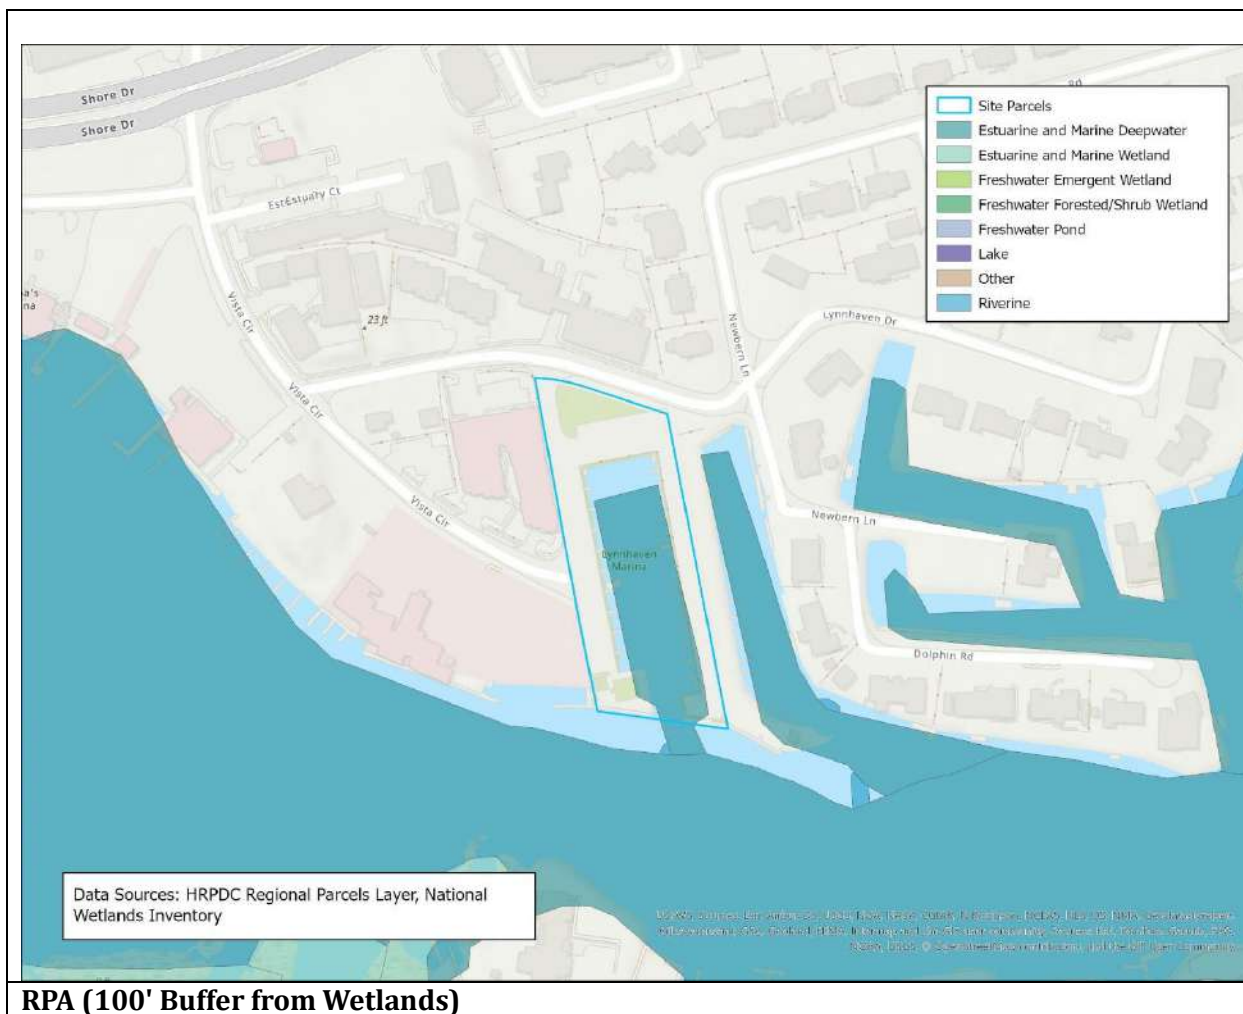 Shore Dr
Shore Dr
EstEstuary Ct
Rd
Site Parcels
Estuarine and Marine Deepwater
Estuarine and Marine Wetland
Freshwater Emergent Wetland
Freshwater Forested/Shrub Wetland
Freshwater Pond
Lake
Other
Riverine
a's
na
Vista Cir
23 ft
Newbern Ln
Lynnhaven Dr
Vista Cir
Vista Cir
Newbern Ln
Lynnhaven
Marina
Dolphin Rd
Data Sources: HRPDC Regional Parcels Layer, National
Wetlands Inventory
RPA (100' Buffer from Wetlands)